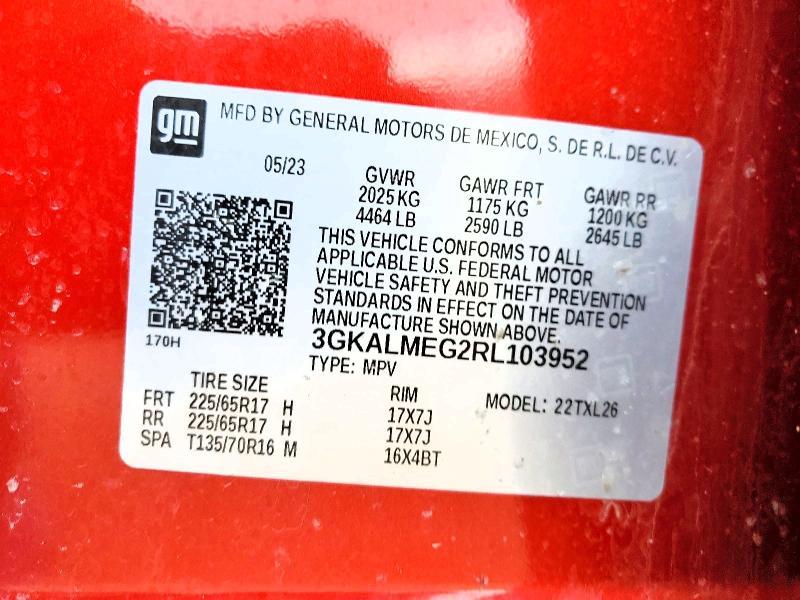 gm
MFD BY GENERAL MOTORS DE MEXICO, S. DE R.L. DE C.V.
05/23
GVWR GAWR FRT GAWR RR
2025 KG 1175 KG 1200 KG
4464 LB 2590 LB 2645 LB
THIS VEHICLE CONFORMS TO ALL
APPLICABLE U.S. FEDERAL MOTOR
VEHICLE SAFETY AND THEFT PREVENTION
STANDARDS IN EFFECT ON THE DATE OF
MANUFACTURE SHOWN ABOVE.
170H
3GKALMEG2RL103952
TYPE: MPV
TIRE SIZE RIM MODEL: 22TXL26
FRT 225/65R17 H 17X7J
RR 225/65R17 H 17X7J
SPA T135/70R16 M 16X4BT